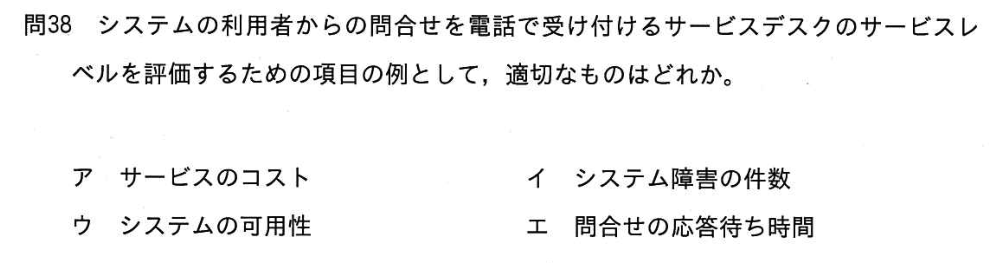 問38 システムの利用者からの問合せを電話で受け付けるサービスデスクのサービスレ
ベルを評価するための項目の例として，適切なものはどれか。
ア サービスのコスト イ システム障害の件数
ウ システムの可用性 エ 問合せの応答待ち時間